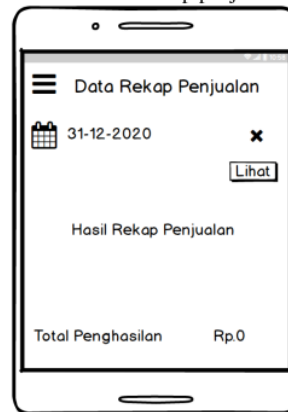 Data Rekap Penjualan
31-12-2020
Lihat
Hasil Rekap Penjualan
Total Penghasilan Rp.0